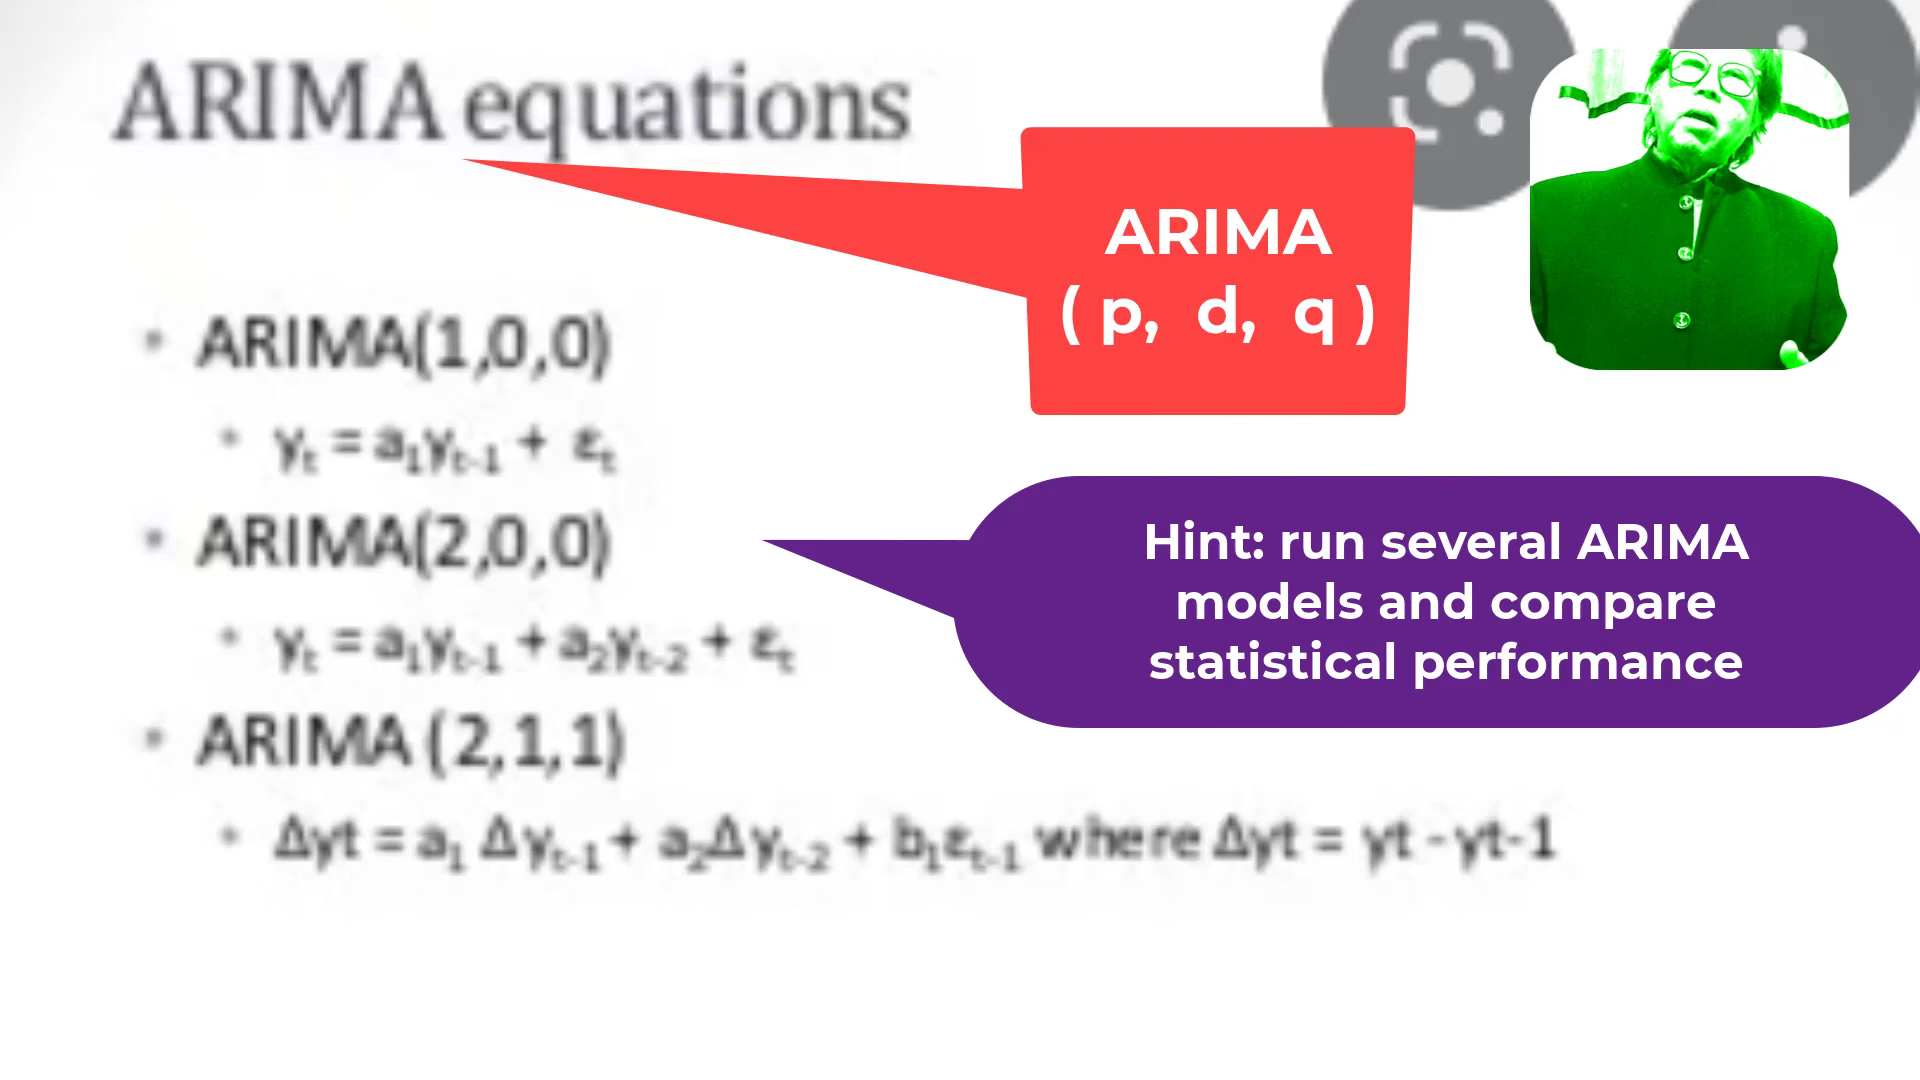 ARIMA equations
ARIMA
( p, d, q )
• ARIMA(1,0,0)
• yₜ = a₁yₜ₋₁ + εₜ
• ARIMA(2,0,0)
• yₜ = a₁yₜ₋₁ + a₂yₜ₋₂ + εₜ
Hint: run several ARIMA
models and compare
statistical performance
• ARIMA (2,1,1)
• Δyt = a₁ Δyₜ₋₁ + a₂Δyₜ₋₂ + b₁εₜ₋₁ where Δyt = yt - yt-1